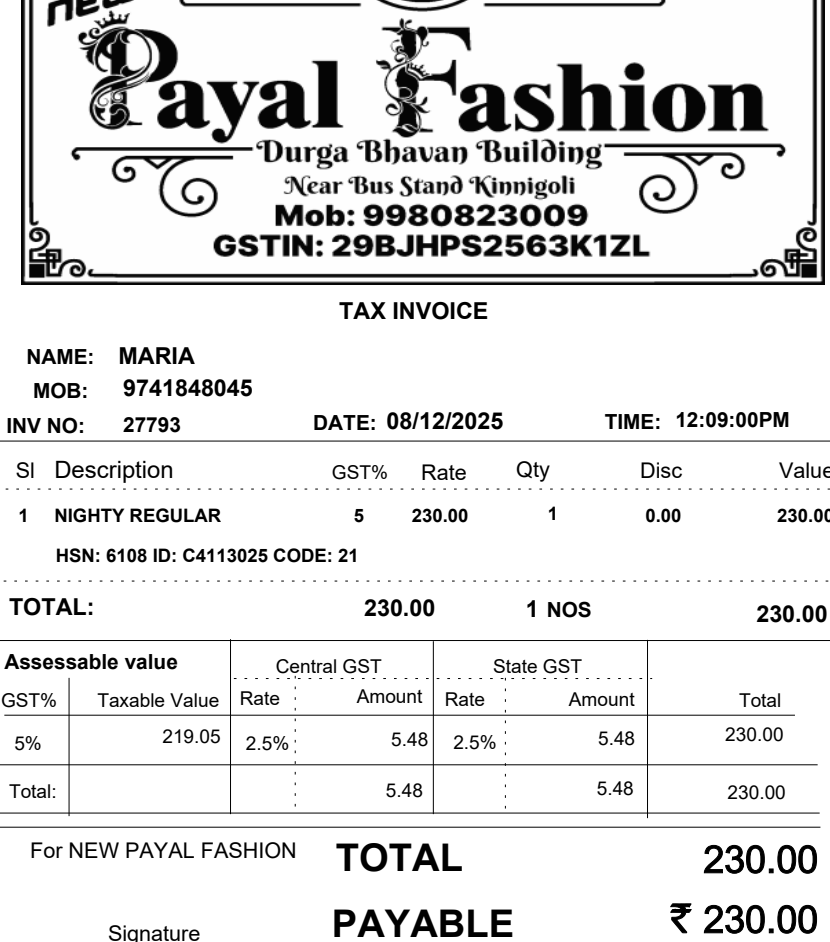 new
Payal Fashion
Durga Bhavan Building
Near Bus Stand Kinnigoli
Mob: 9980823009
GSTIN: 29BJHPS2563K1ZL
TAX INVOICE
NAME: MARIA
MOB: 9741848045
INV NO: 27793 DATE: 08/12/2025 TIME: 12:09:00PM
Sl Description GST% Rate Qty Disc Value
1 NIGHTY REGULAR 5 230.00 1 0.00 230.00
HSN: 6108 ID: C4113025 CODE: 21
TOTAL: 230.00 1 NOS 230.00
Assessable value Central GST State GST
GST% Taxable Value Rate Amount Rate Amount Total
5% 219.05 2.5% 5.48 2.5% 5.48 230.00
Total: 5.48 5.48 230.00
For NEW PAYAL FASHION TOTAL 230.00
Signature PAYABLE ₹ 230.00